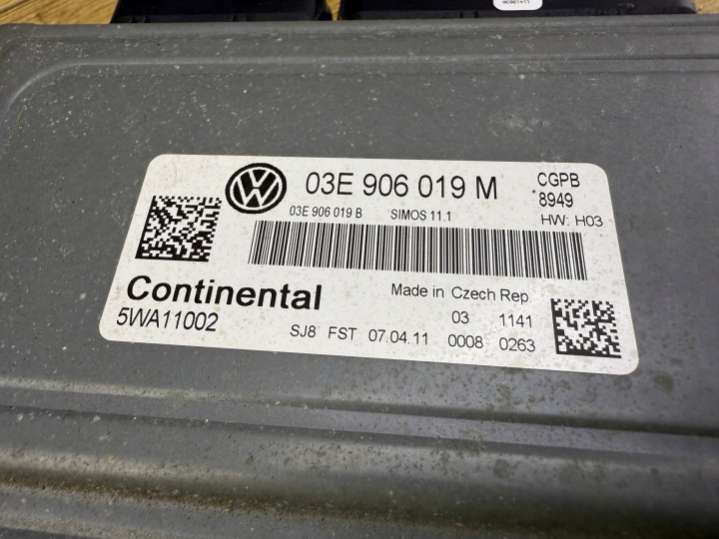 03E 906 019 M CGPB
8949
03E 906 019 B SIMOS 11.1 HW: H03
Continental Made in Czech Rep.
5WA11002 03 1141
SJ8 FST 07.04.11 0008 0263